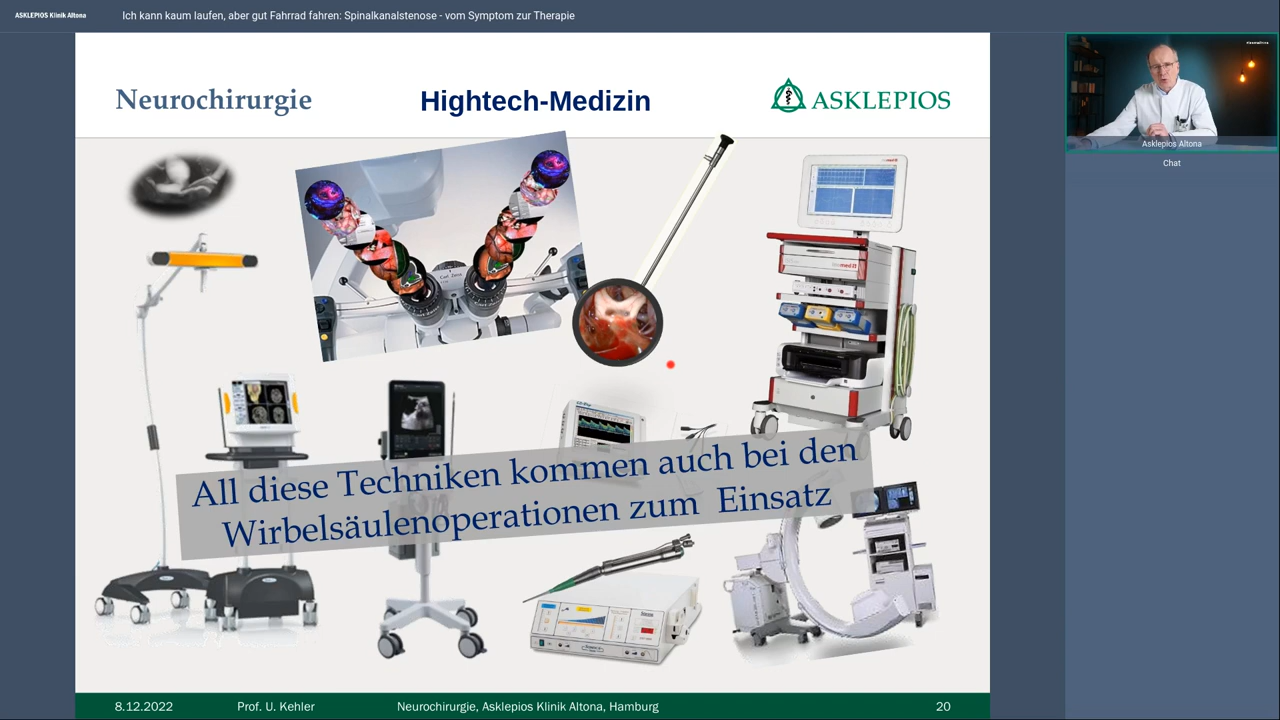 ASKLEPIOS Klinik Altona
Ich kann kaum laufen, aber gut Fahrrad fahren: Spinalkanalstenose - vom Symptom zur Therapie
Neurochirurgie
Hightech-Medizin
ASKLEPIOS
Asklepios Altona
Chat
Carl Zeiss
All diese Techniken kommen auch bei den
Wirbelsäulenoperationen zum Einsatz
8.12.2022
Prof. U. Kehler
Neurochirurgie, Asklepios Klinik Altona, Hamburg
20